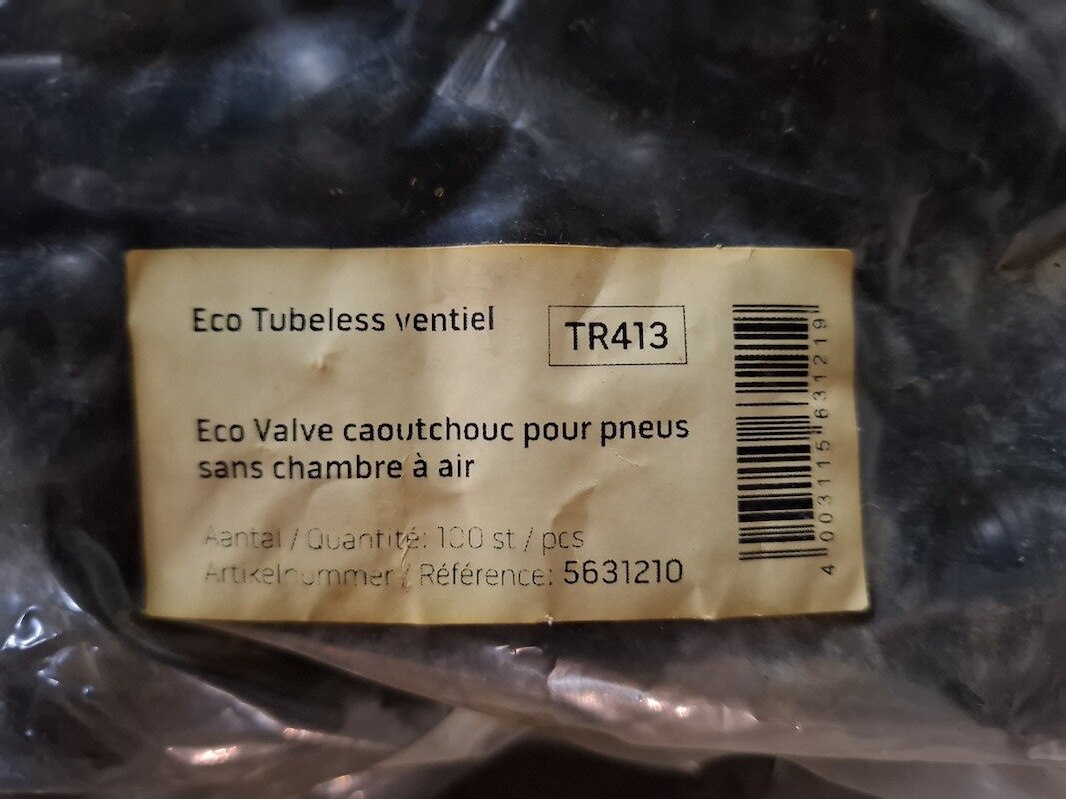 Eco Tubeless ventiel
TR413
Eco Valve caoutchouc pour pneus
sans chambre à air
Aantal / Quantité: 100 st / pcs
Artikelnummer / Référence: 5631210
4 003115 631219